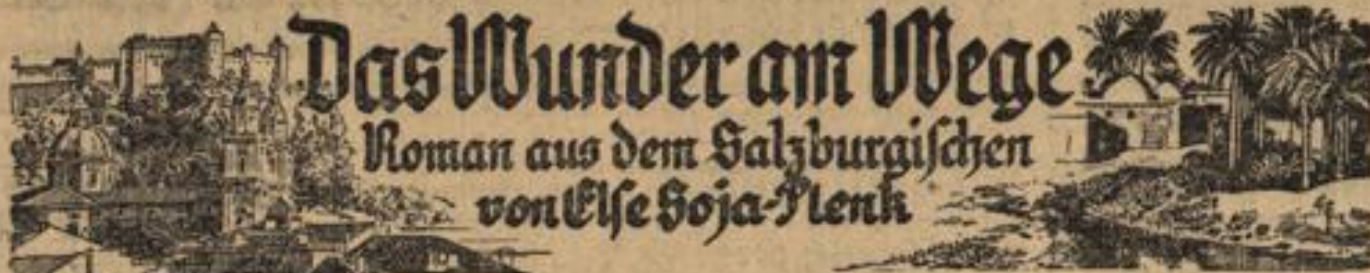 Das Wunder am Wege
Roman aus dem Salzburgiſchen
von Elſe Soja-Plenk